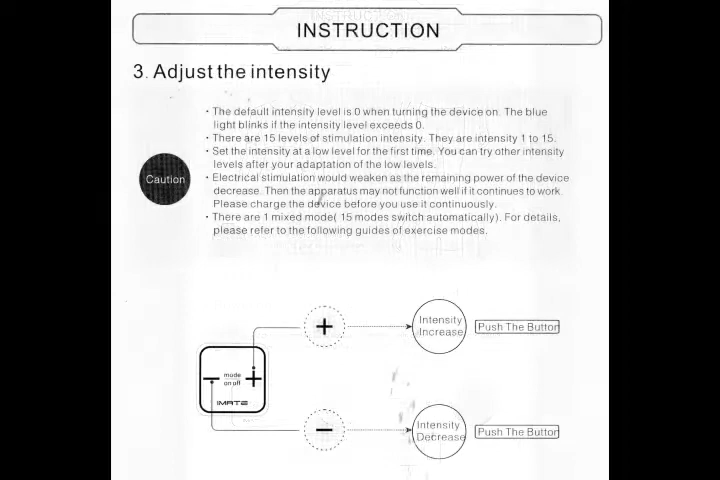 INSTRUCTION
3. Adjust the intensity
Caution
· The default intensity level is 0 when turning the device on. The blue
light blinks if the intensity level exceeds 0.
· There are 15 levels of stimulation intensity. They are intensity 1 to 15.
· Set the intensity at a low level for the first time. You can try other intensity
levels after your adaptation of the low levels.
· Electrical stimulation would weaken as the remaining power of the device
decrease. Then the apparatus may not function well if it continues to work.
Please charge the device before you use it continuously.
· There are 1 mixed mode( 15 modes switch automatically). For details,
please refer to the following guides of exercise modes.
+
Intensity
Increase
Push The Button
− mode +
on off
iMATE
−
Intensity
Decrease
Push The Button